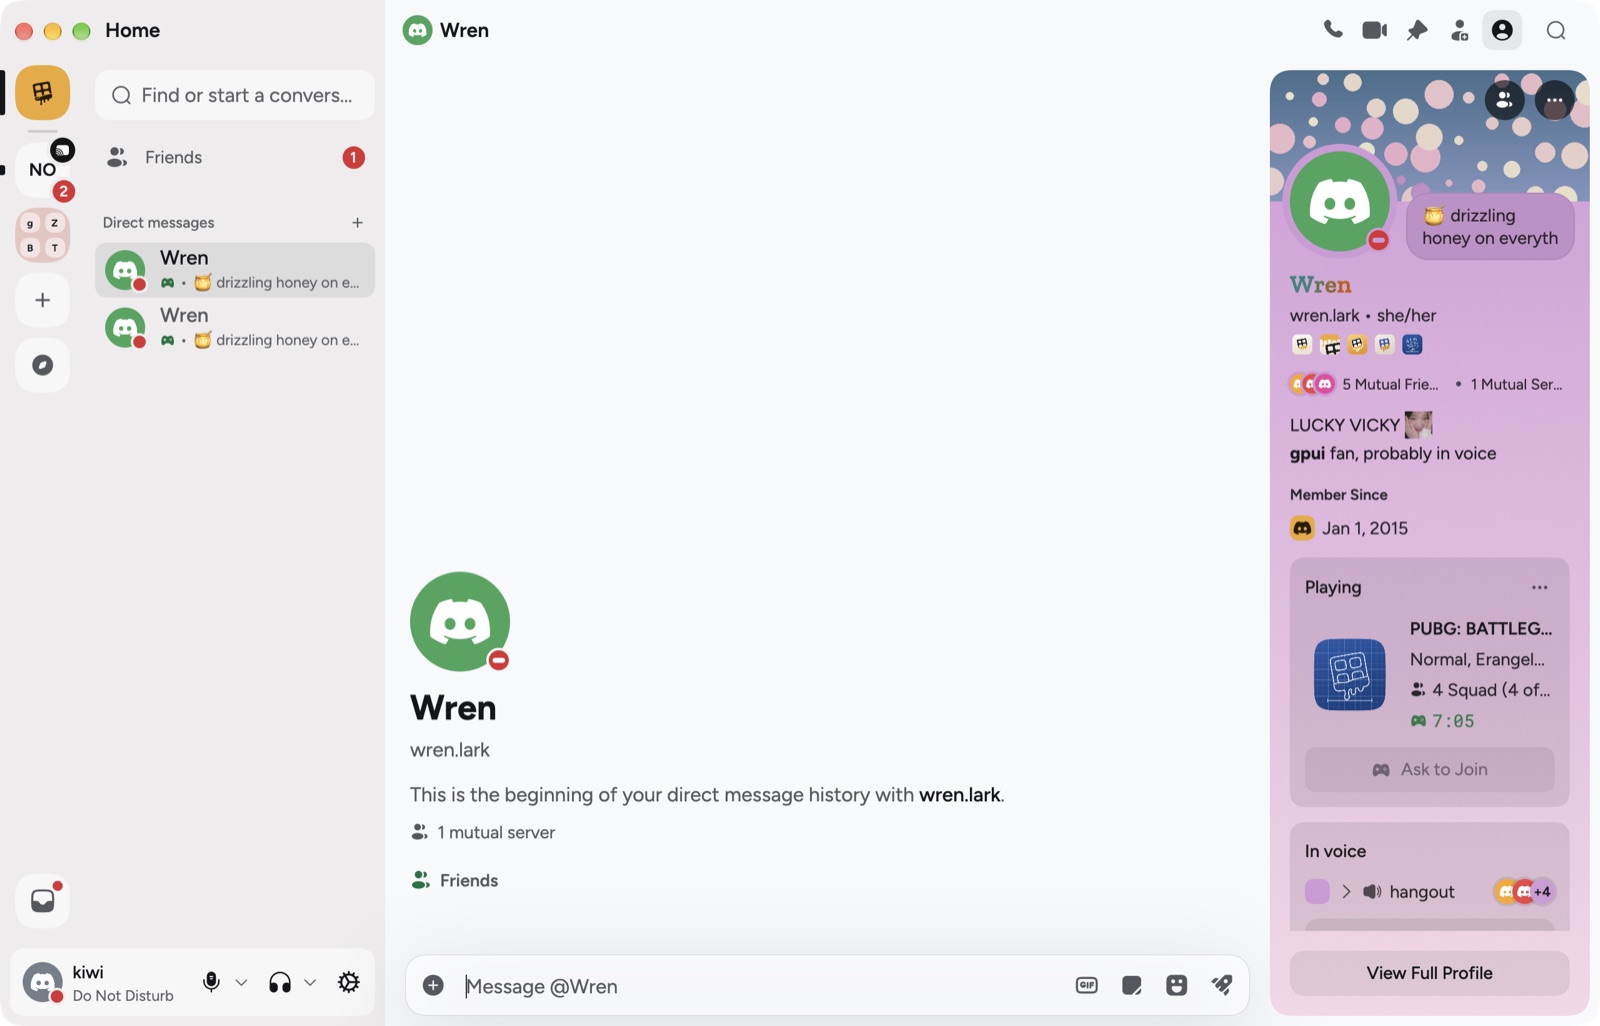 Home
Find or start a convers...
Friends
1
NO
2
g Z
B T
Direct messages
Wren
drizzling honey on e...
Wren
drizzling honey on e...
kiwi
Do Not Disturb
Wren
Wren
wren.lark
This is the beginning of your direct message history with wren.lark.
1 mutual server
Friends
Message @Wren
GIF
drizzling
honey on everyth
Wren
wren.lark • she/her
5 Mutual Frie... • 1 Mutual Ser...
LUCKY VICKY
gpui fan, probably in voice
Member Since
Jan 1, 2015
Playing
PUBG: BATTLEG...
Normal, Erangel...
4 Squad (4 of...
7:05
Ask to Join
In voice
hangout
+4
View Full Profile